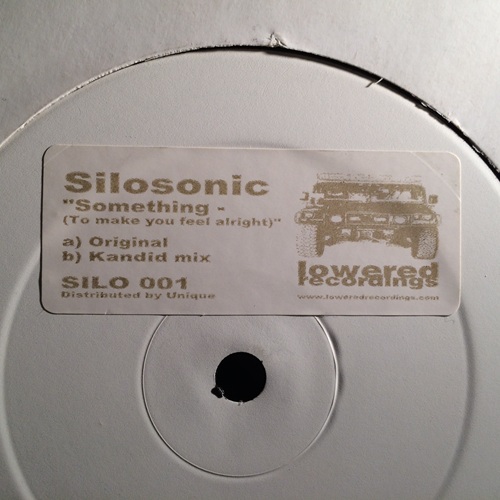 Silosonic
"Something -
(To make you feel alright)"
a) Original
b) Kandid mix
SILO 001
Distributed by Unique
lowered
recordings
www.loweredrecordings.com